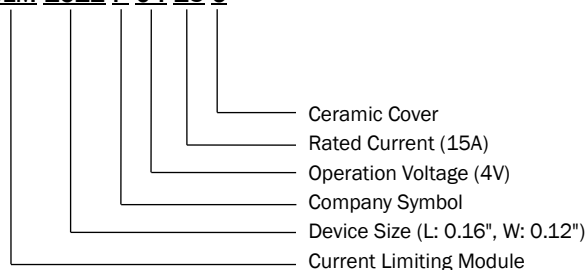 Ceramic Cover
Rated Current (15A)
Operation Voltage (4V)
Company Symbol
Device Size (L: 0.16", W: 0.12")
Current Limiting Module